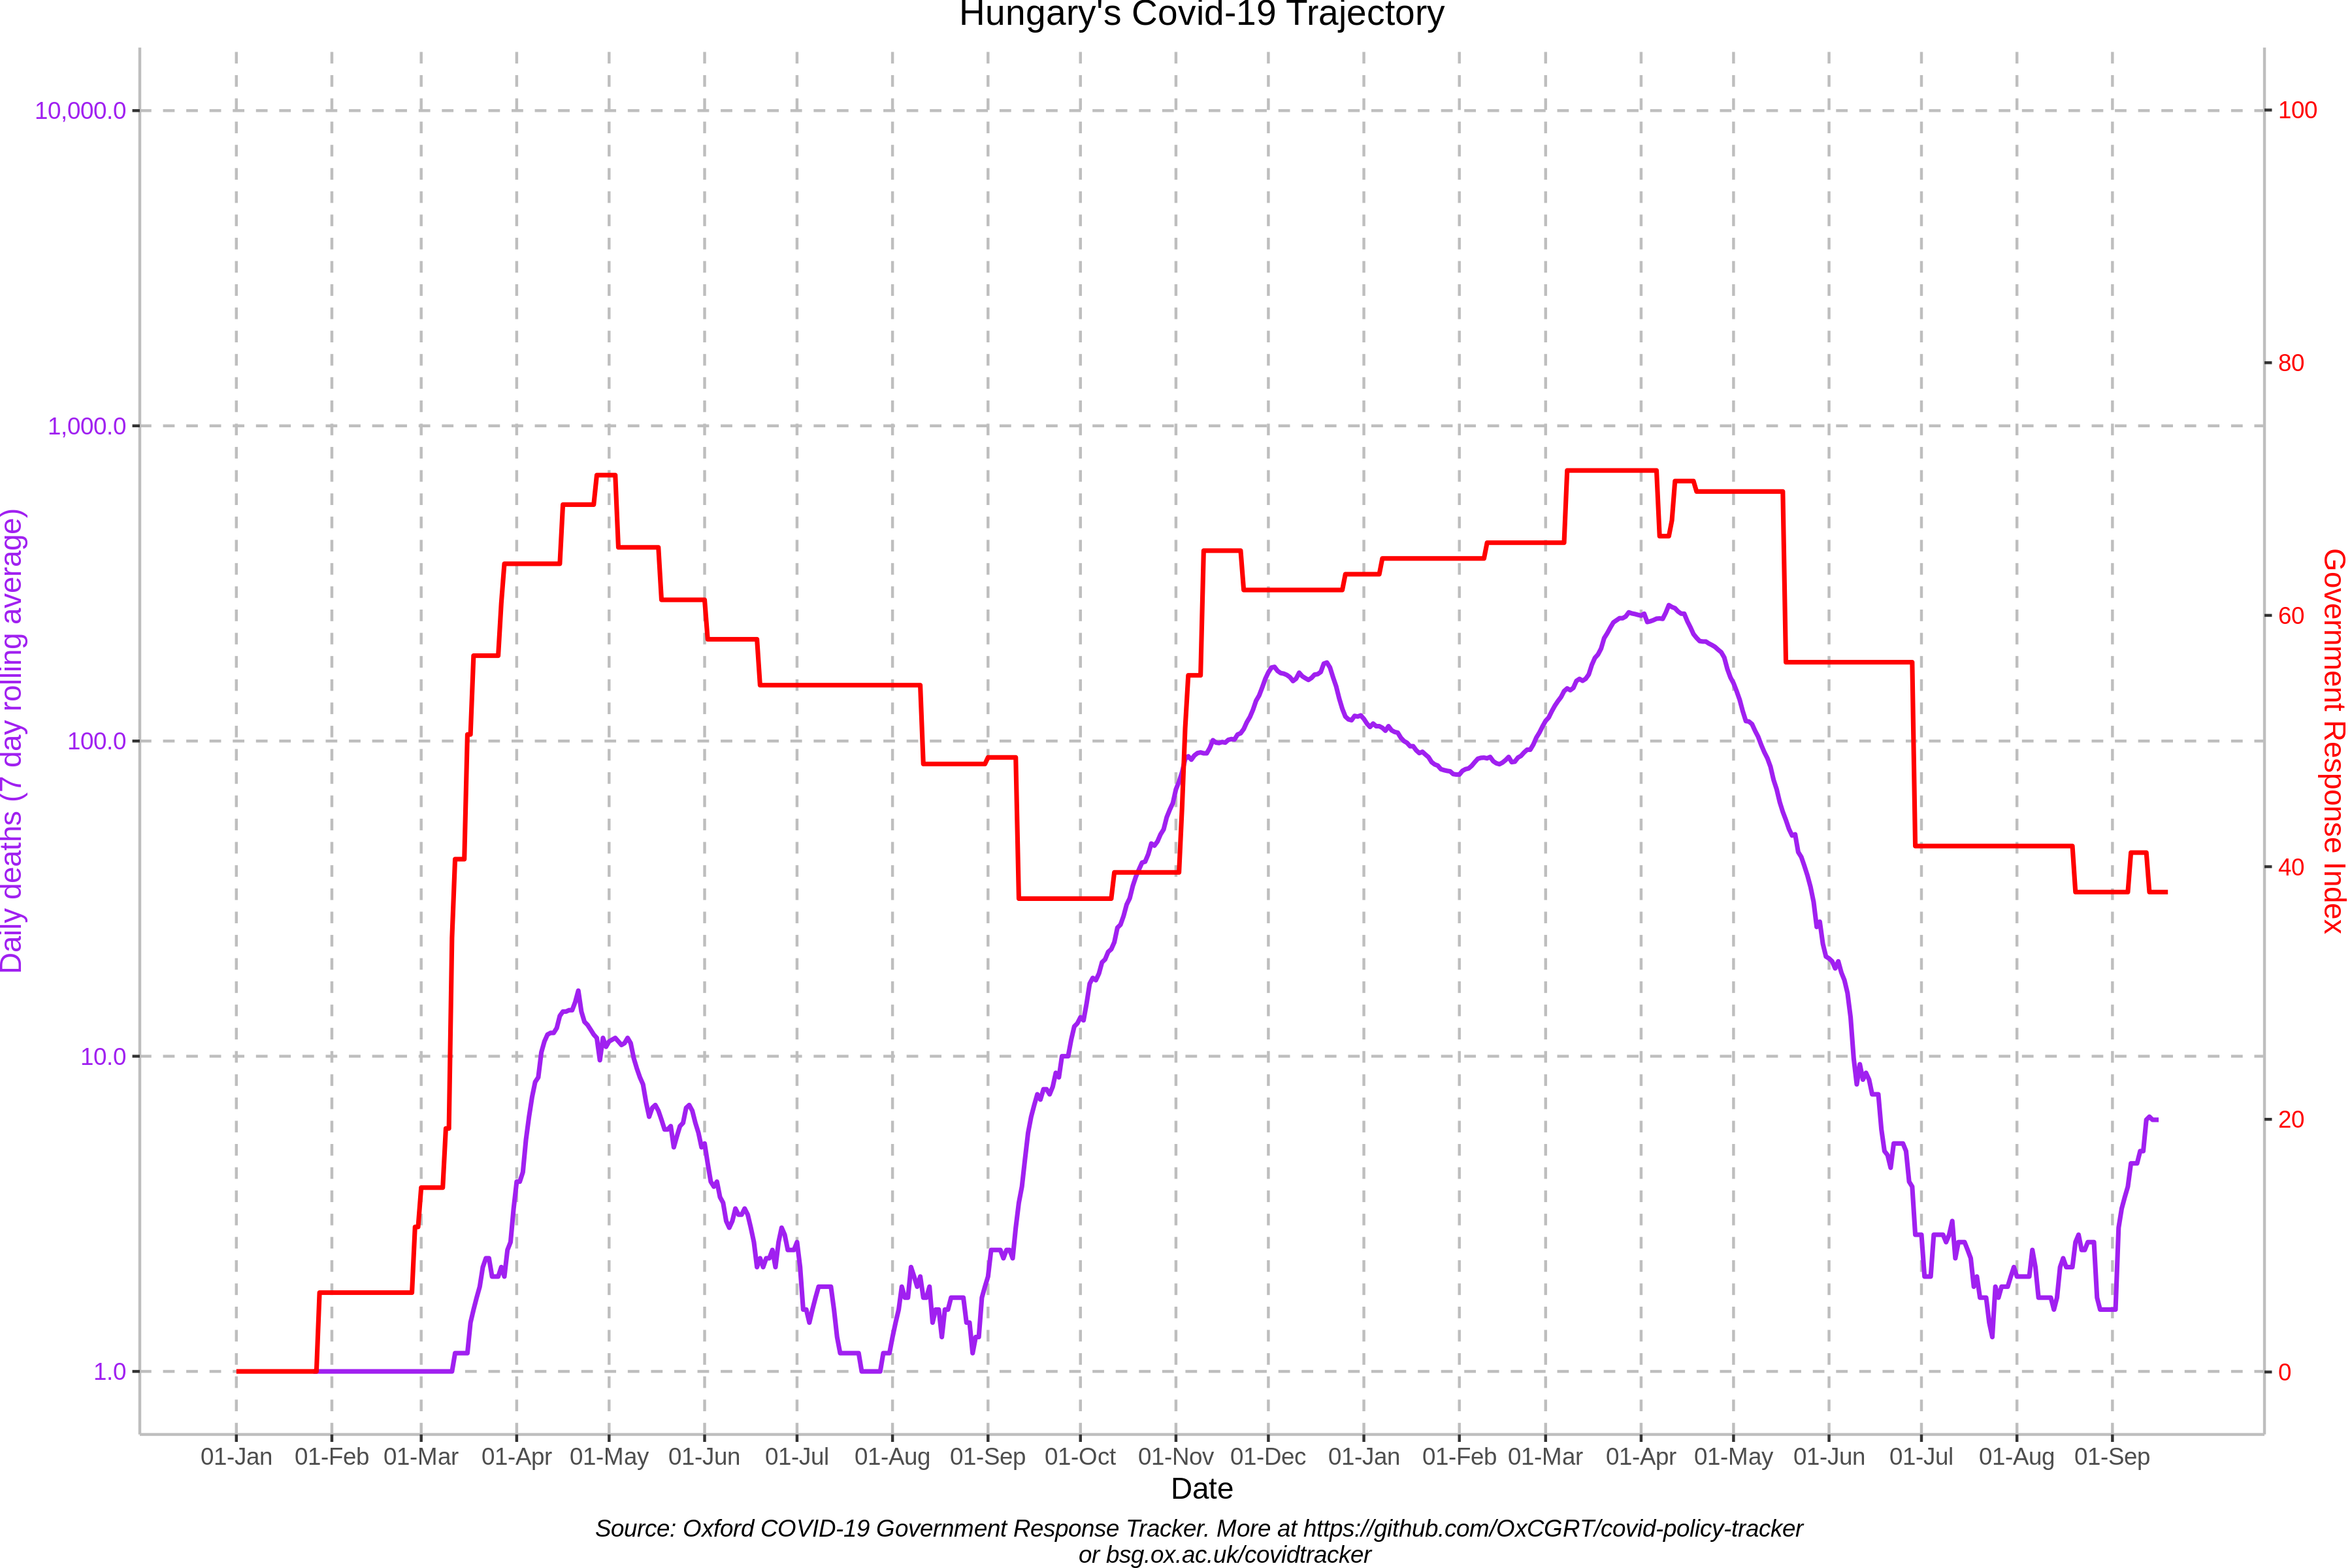 Hungary's Covid-19 Trajectory
10,000.0
1,000.0
100.0
10.0
1.0
Daily deaths (7 day rolling average)
100
80
60
40
20
0
Government Response Index
01-Jan 01-Feb 01-Mar 01-Apr 01-May 01-Jun 01-Jul 01-Aug 01-Sep 01-Oct 01-Nov 01-Dec 01-Jan 01-Feb 01-Mar 01-Apr 01-May 01-Jun 01-Jul 01-Aug 01-Sep
Date
Source: Oxford COVID-19 Government Response Tracker. More at https://github.com/OxCGRT/covid-policy-tracker
or bsg.ox.ac.uk/covidtracker